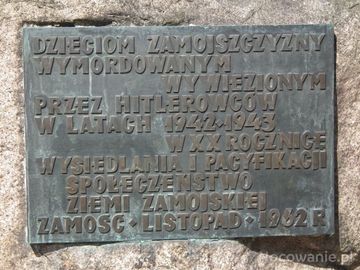 DZIECIOM ZAMOJSZCZYZNY
WYMORDOWANYM
WYWIEZIONYM
PRZEZ HITLEROWCÓW
W LATACH 1942-1943
W XX ROCZNICĘ
WYSIEDLANIA I PACYFIKACJI
SPOŁECZEŃSTWO
ZIEMI ZAMOJSKIEJ
ZAMOŚĆ · LISTOPAD · 1962 R
nocowanie.pl